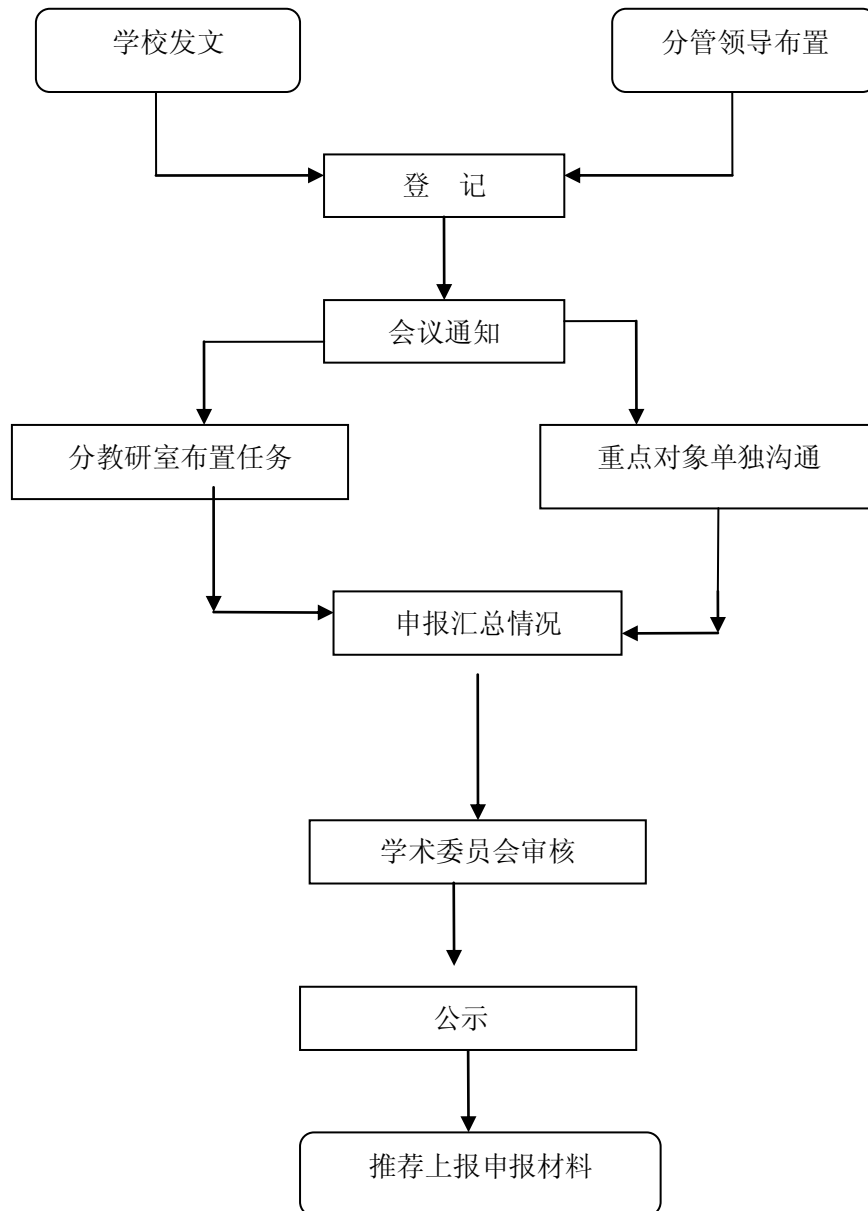 学校发文
分管领导布置
登 记
会议通知
分教研室布置任务
重点对象单独沟通
申报汇总情况
学术委员会审核
公示
推荐上报申报材料